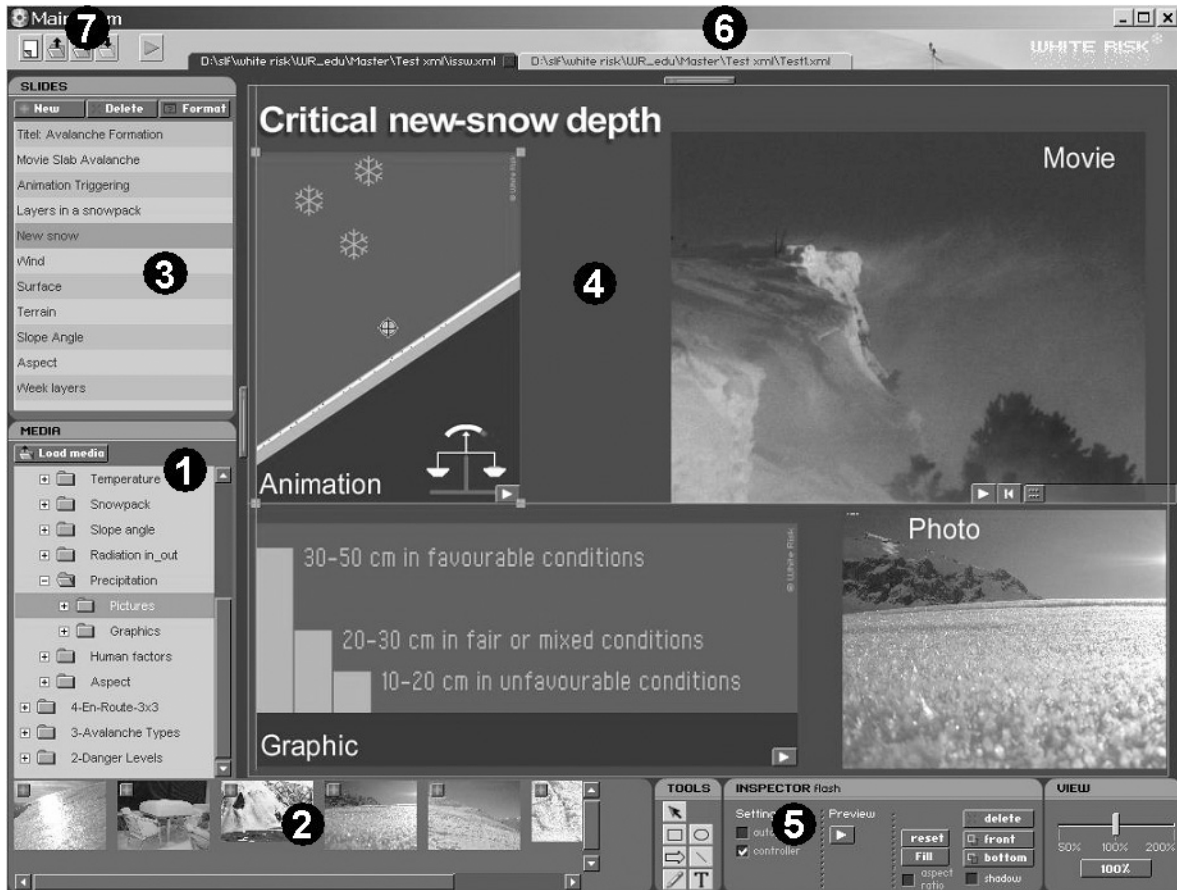 Main
7
6
D:\slf\white risk\WR_edu\Master\Test xml\issw.xml
D:\slf\white risk\WR_edu\Master\Test xml\Test1.xml
WHITE RISK
SLIDES
New
Delete
Format
Titel: Avalanche Formation
Movie Slab Avalanche
Animation Triggering
Layers in a snowpack
New snow
Wind
Surface
Terrain
Slope Angle
Aspect
Week layers
3
Critical new-snow depth
© White Risk
Movie
4
Animation
MEDIA
Load media
1
Temperature
Snowpack
Slope angle
Radiation in_out
Precipitation
Pictures
Graphics
Human factors
Aspect
4-En-Route-3x3
3-Avalanche Types
2-Danger Levels
30-50 cm in favourable conditions
20-30 cm in fair or mixed conditions
10-20 cm in unfavourable conditions
© White Risk
Graphic
Photo
2
TOOLS
T
INSPECTOR flash
5
controller
Preview
reset
Fill
aspect
ratio
delete
front
bottom
shadow
VIEW
50%
100%
200%
100%